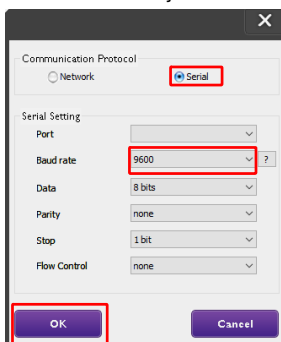 Communication Protocol
Network Serial
Serial Setting
Port
Baud rate 9600 ?
Data 8 bits
Parity none
Stop 1 bit
Flow Control none
OK Cancel